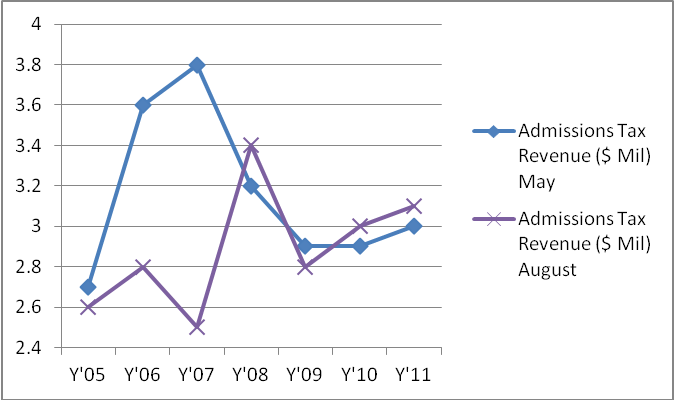 4
3.8
3.6
3.4
3.2
3
2.8
2.6
2.4
Y'05 Y'06 Y'07 Y'08 Y'09 Y'10 Y'11
Admissions Tax
Revenue ($ Mil)
May
Admissions Tax
Revenue ($ Mil)
August